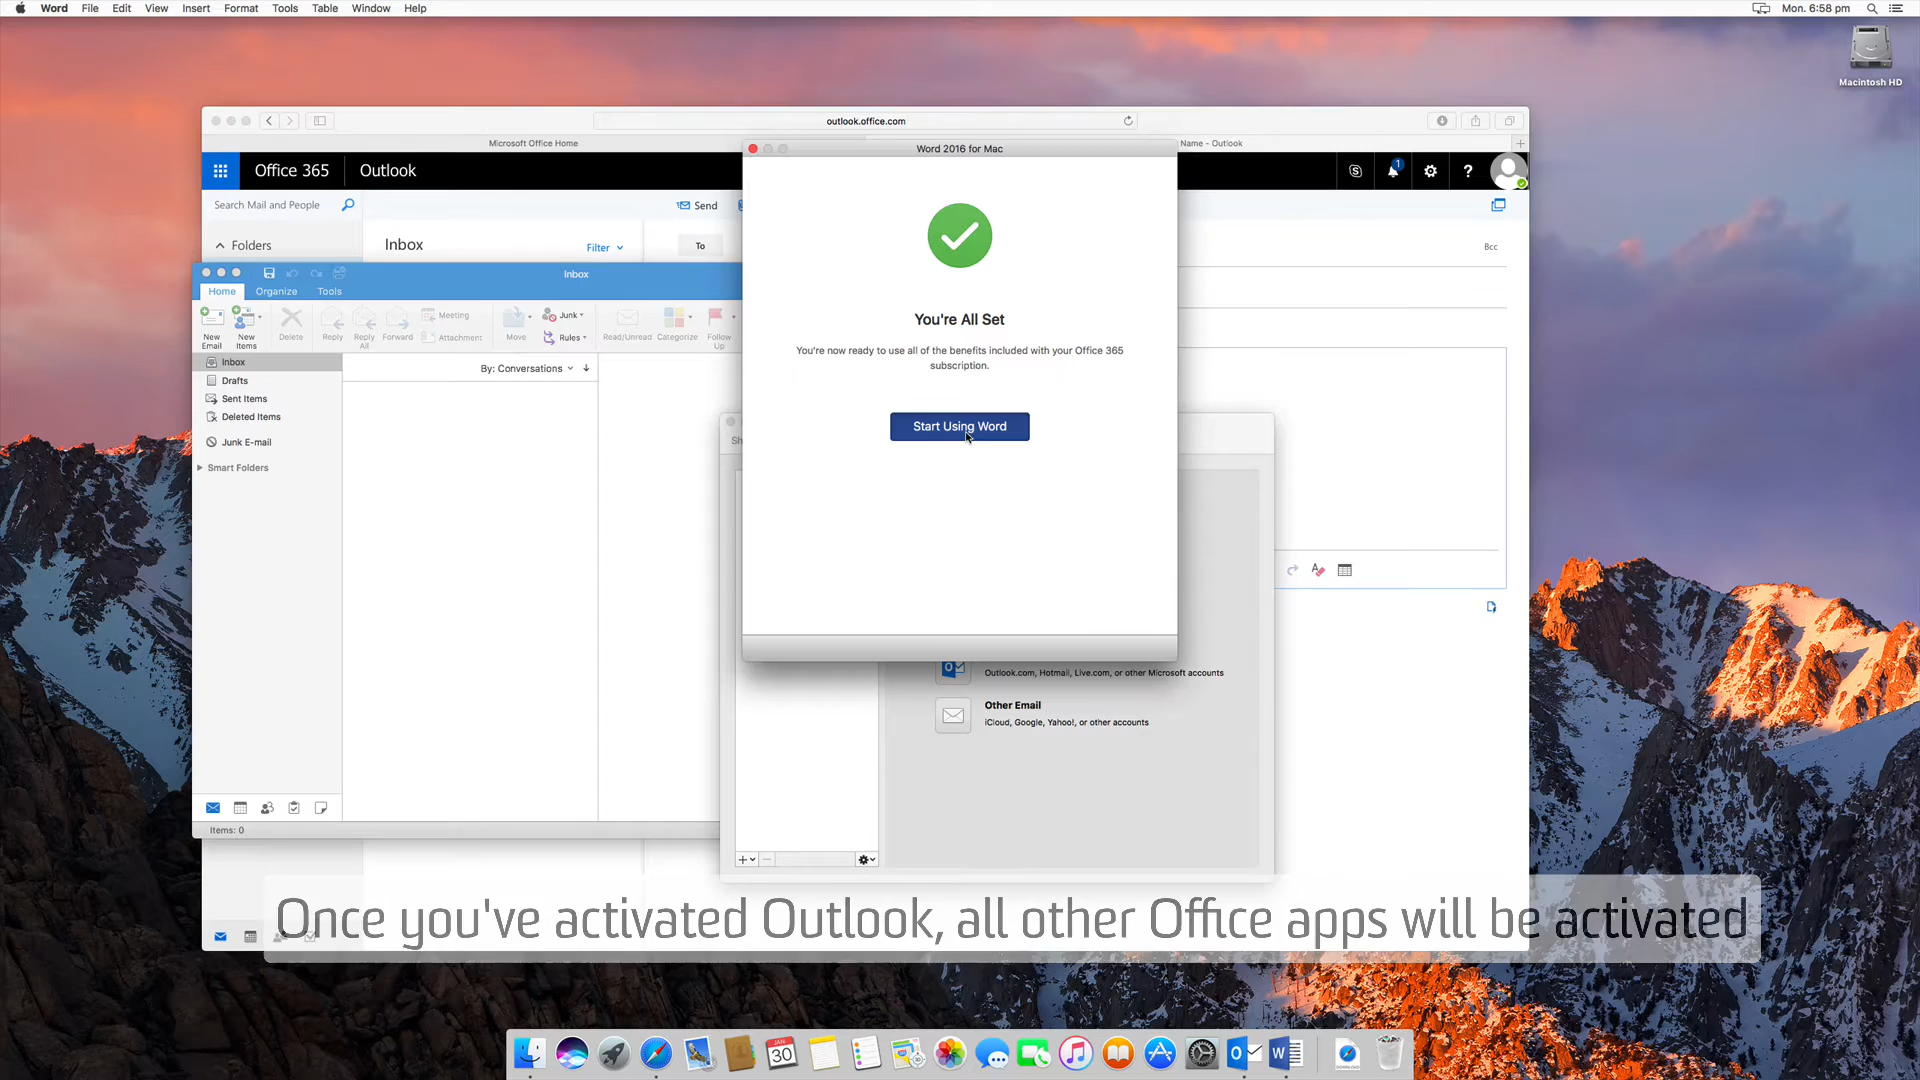 Word File Edit View Insert Format Tools Table Window Help
Mon. 6:58 pm
Macintosh HD
outlook.office.com
Microsoft Office Home
Name - Outlook
Office 365 Outlook
1
?
Search Mail and People
Send
Folders
Inbox
Filter
To
Bcc
Inbox
Home Organize Tools
New Email
New Items
Delete
Reply
Reply All
Forward
Meeting
Attachment
Move
Junk
Rules
Read/Unread
Categorize
Follow Up
Inbox
Drafts
Sent Items
Deleted Items
Junk E-mail
Smart Folders
By: Conversations
Items: 0
Word 2016 for Mac
You're All Set
You're now ready to use all of the benefits included with your Office 365
subscription.
Start Using Word
Sh
Outlook.com, Hotmail, Live.com, or other Microsoft accounts
Other Email
iCloud, Google, Yahoo!, or other accounts
Once you've activated Outlook, all other Office apps will be activated
JAN
30